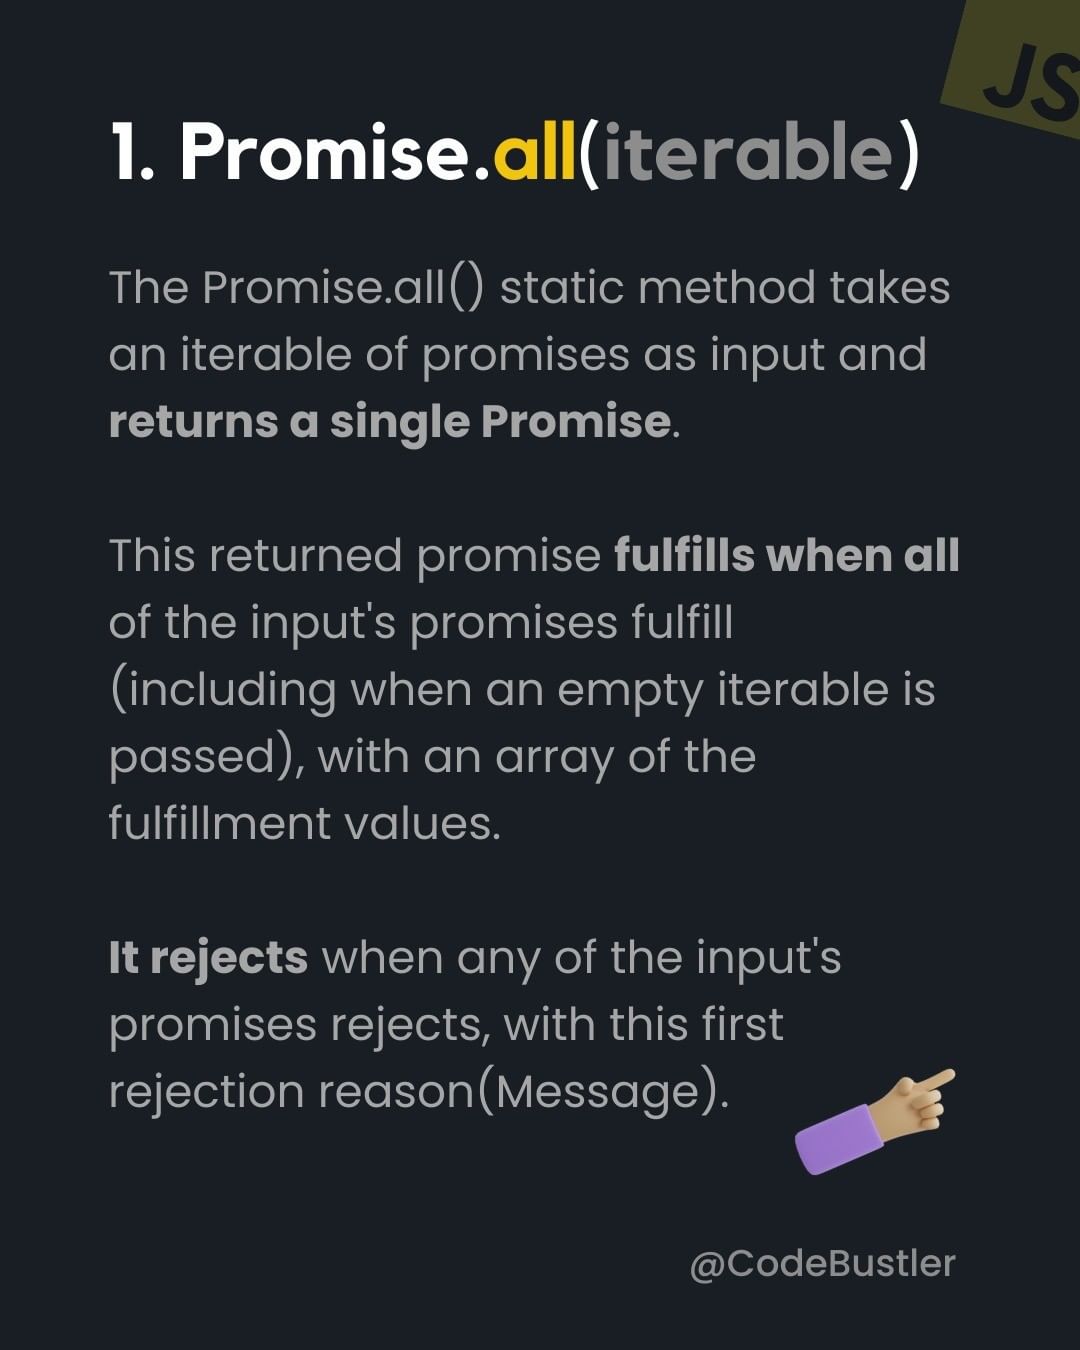 JS
1. Promise.all(iterable)
The Promise.all() static method takes
an iterable of promises as input and
returns a single Promise.
This returned promise fulfills when all
of the input's promises fulfill
(including when an empty iterable is
passed), with an array of the
fulfillment values.
It rejects when any of the input's
promises rejects, with this first
rejection reason(Message).
@CodeBustler